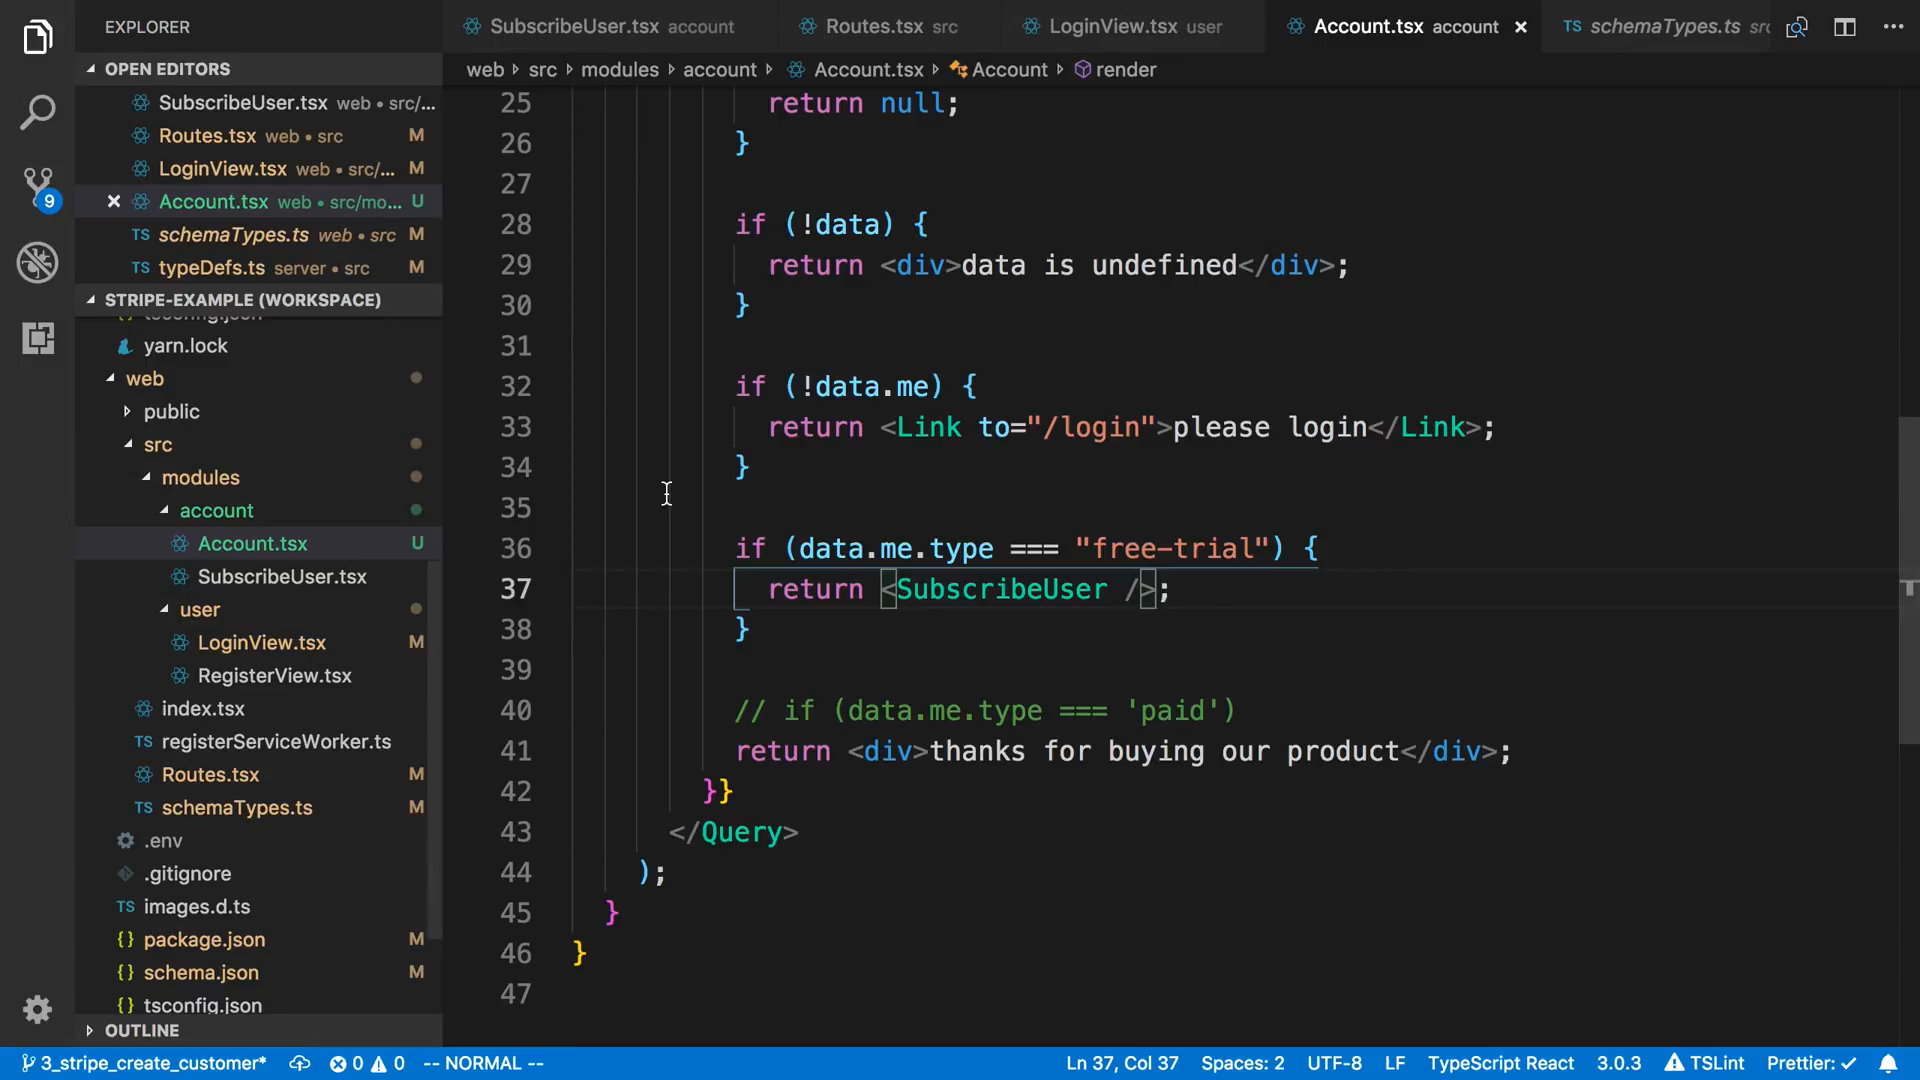 EXPLORER
OPEN EDITORS
SubscribeUser.tsx web • src/...
Routes.tsx web • src M
LoginView.tsx web • src/... M
Account.tsx web • src/mo... U
TS schemaTypes.ts web • src M
TS typeDefs.ts server • src M
STRIPE-EXAMPLE (WORKSPACE)
{} tsconfig.json
yarn.lock
web
public
src
modules
account
Account.tsx U
SubscribeUser.tsx
user
LoginView.tsx M
RegisterView.tsx
index.tsx
TS registerServiceWorker.ts
Routes.tsx M
TS schemaTypes.ts M
.env
.gitignore
TS images.d.ts
{} package.json M
{} schema.json M
{} tsconfig.json
OUTLINE
9
SubscribeUser.tsx account
Routes.tsx src
LoginView.tsx user
Account.tsx account
TS schemaTypes.ts src
web src modules account Account.tsx Account render
25 return null;
26 }
27
28 if (!data) {
29 return <div>data is undefined</div>;
30 }
31
32 if (!data.me) {
33 return <Link to="/login">please login</Link>;
34 }
35
36 if (data.me.type === "free-trial") {
37 return <SubscribeUser />;
38 }
39
40 // if (data.me.type === 'paid')
41 return <div>thanks for buying our product</div>;
42 }}
43 </Query>
44 );
45 }
46 }
47
3_stripe_create_customer* 0 0 -- NORMAL -- Ln 37, Col 37 Spaces: 2 UTF-8 LF TypeScript React 3.0.3 TSLint Prettier: ✓